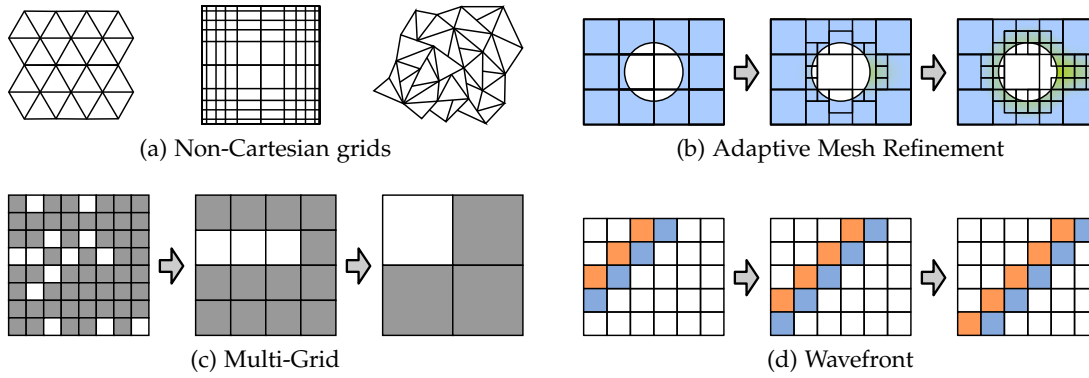 (a) Non-Cartesian grids
(b) Adaptive Mesh Refinement
(c) Multi-Grid
(d) Wavefront